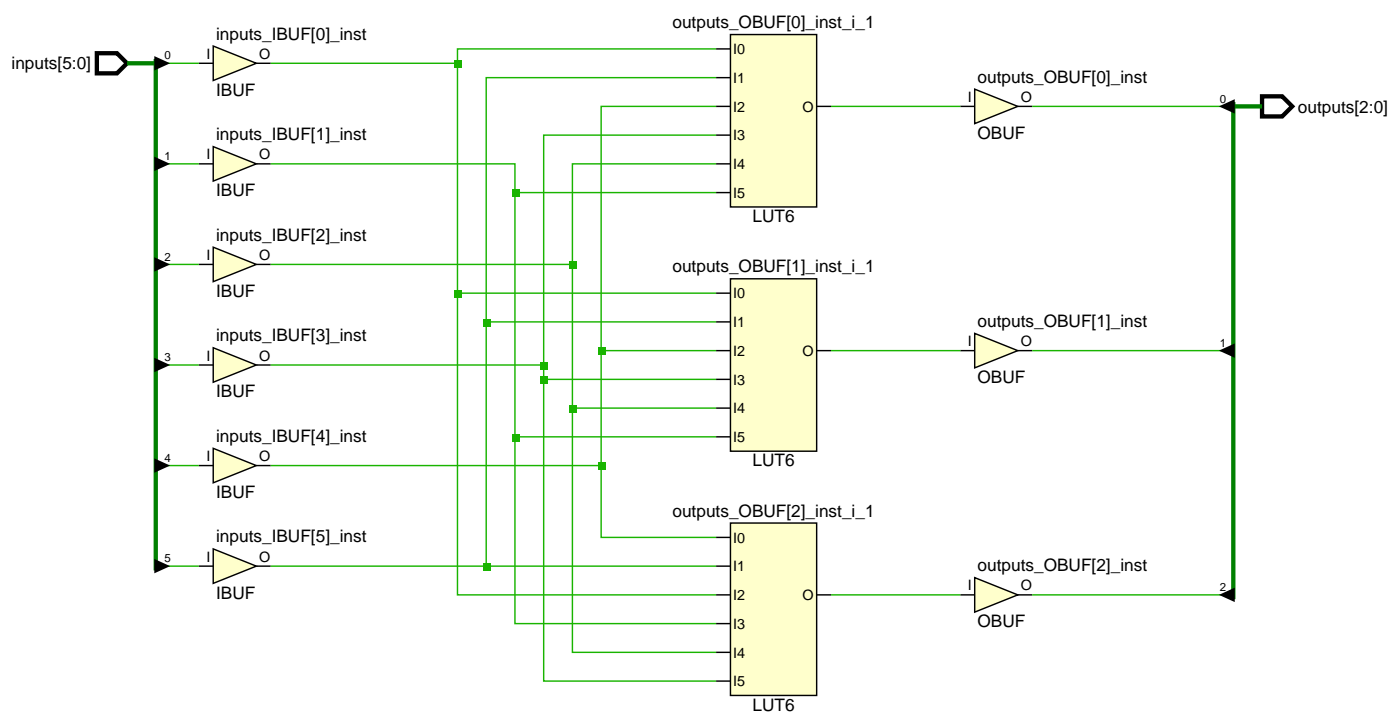 inputs[5:0]
0
I
inputs_IBUF[0]_inst
O
IBUF
1
I
inputs_IBUF[1]_inst
O
IBUF
2
I
inputs_IBUF[2]_inst
O
IBUF
3
I
inputs_IBUF[3]_inst
O
IBUF
4
I
inputs_IBUF[4]_inst
O
IBUF
5
I
inputs_IBUF[5]_inst
O
IBUF
outputs_OBUF[0]_inst_i_1
I0
I1
I2
I3
I4
I5
O
LUT6
outputs_OBUF[1]_inst_i_1
I0
I1
I2
I3
I4
I5
O
LUT6
outputs_OBUF[2]_inst_i_1
I0
I1
I2
I3
I4
I5
O
LUT6
outputs_OBUF[0]_inst
I
O
OBUF
0
outputs_OBUF[1]_inst
I
O
OBUF
1
outputs_OBUF[2]_inst
I
O
OBUF
2
outputs[2:0]